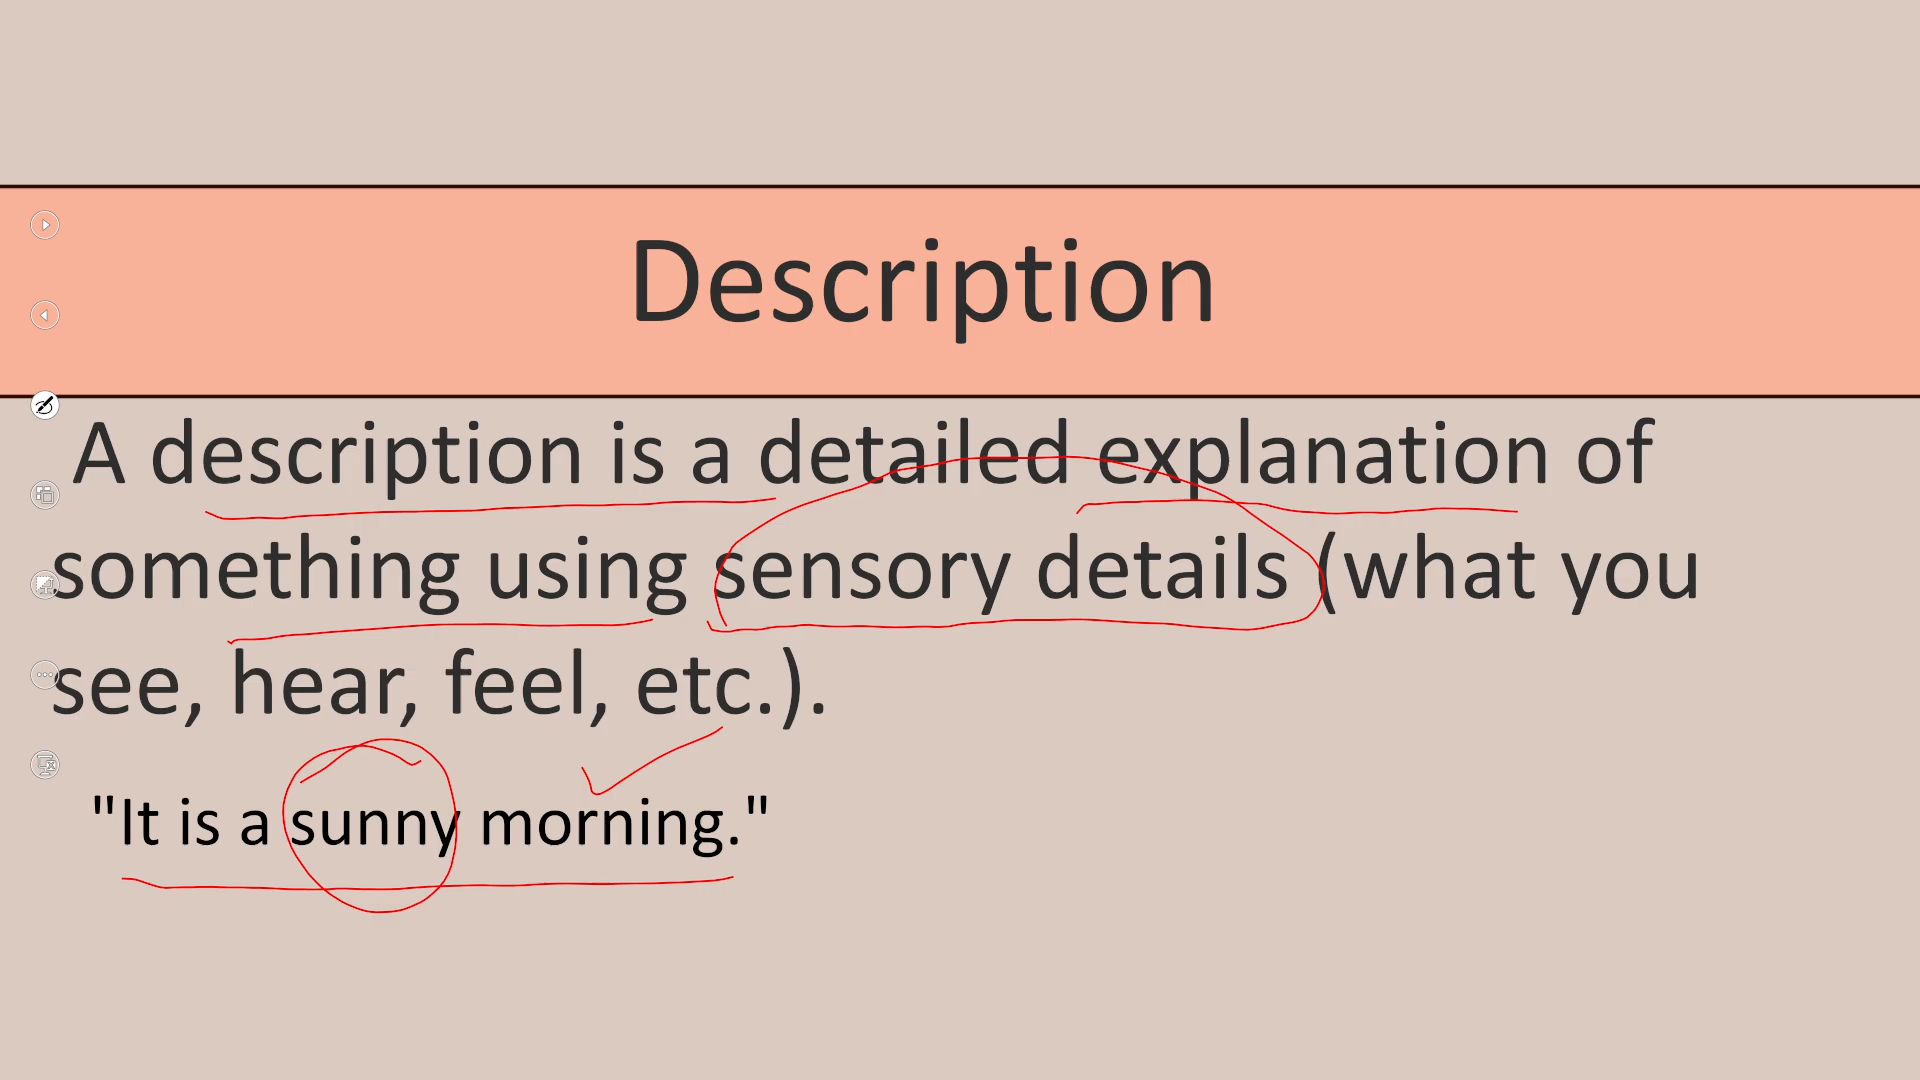 Description
A description is a detailed explanation of
something using sensory details (what you
see, hear, feel, etc.).
"It is a sunny morning."